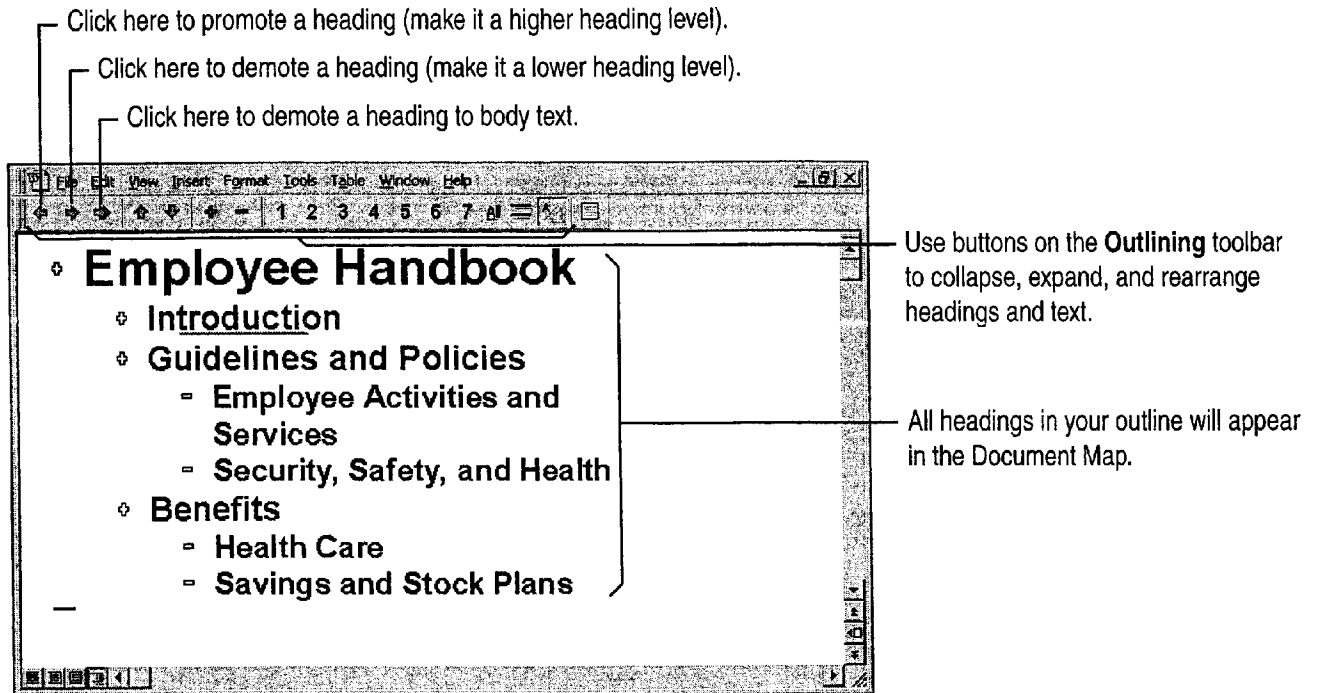 Click here to promote a heading (make it a higher heading level).
Click here to demote a heading (make it a lower heading level).
Click here to demote a heading to body text.
File Edit View Insert Format Tools Table Window Help
1 2 3 4 5 6 7 All
Employee Handbook
Introduction
Guidelines and Policies
Employee Activities and
Services
Security, Safety, and Health
Benefits
Health Care
Savings and Stock Plans
Use buttons on the Outlining toolbar
to collapse, expand, and rearrange
headings and text.
All headings in your outline will appear
in the Document Map.